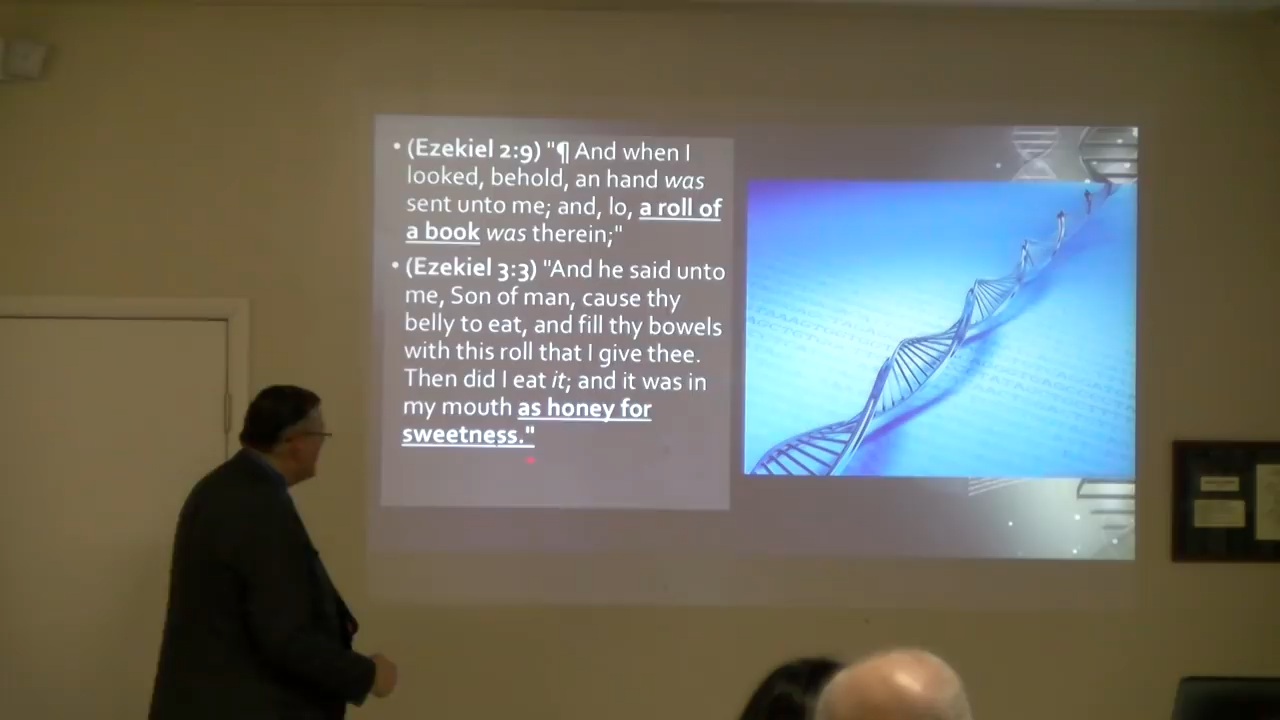 • (Ezekiel 2:9) "¶ And when I
looked, behold, an hand was
sent unto me; and, lo, a roll of
a book was therein;"
• (Ezekiel 3:3) "And he said unto
me, Son of man, cause thy
belly to eat, and fill thy bowels
with this roll that I give thee.
Then did I eat it; and it was in
my mouth as honey for
sweetness."